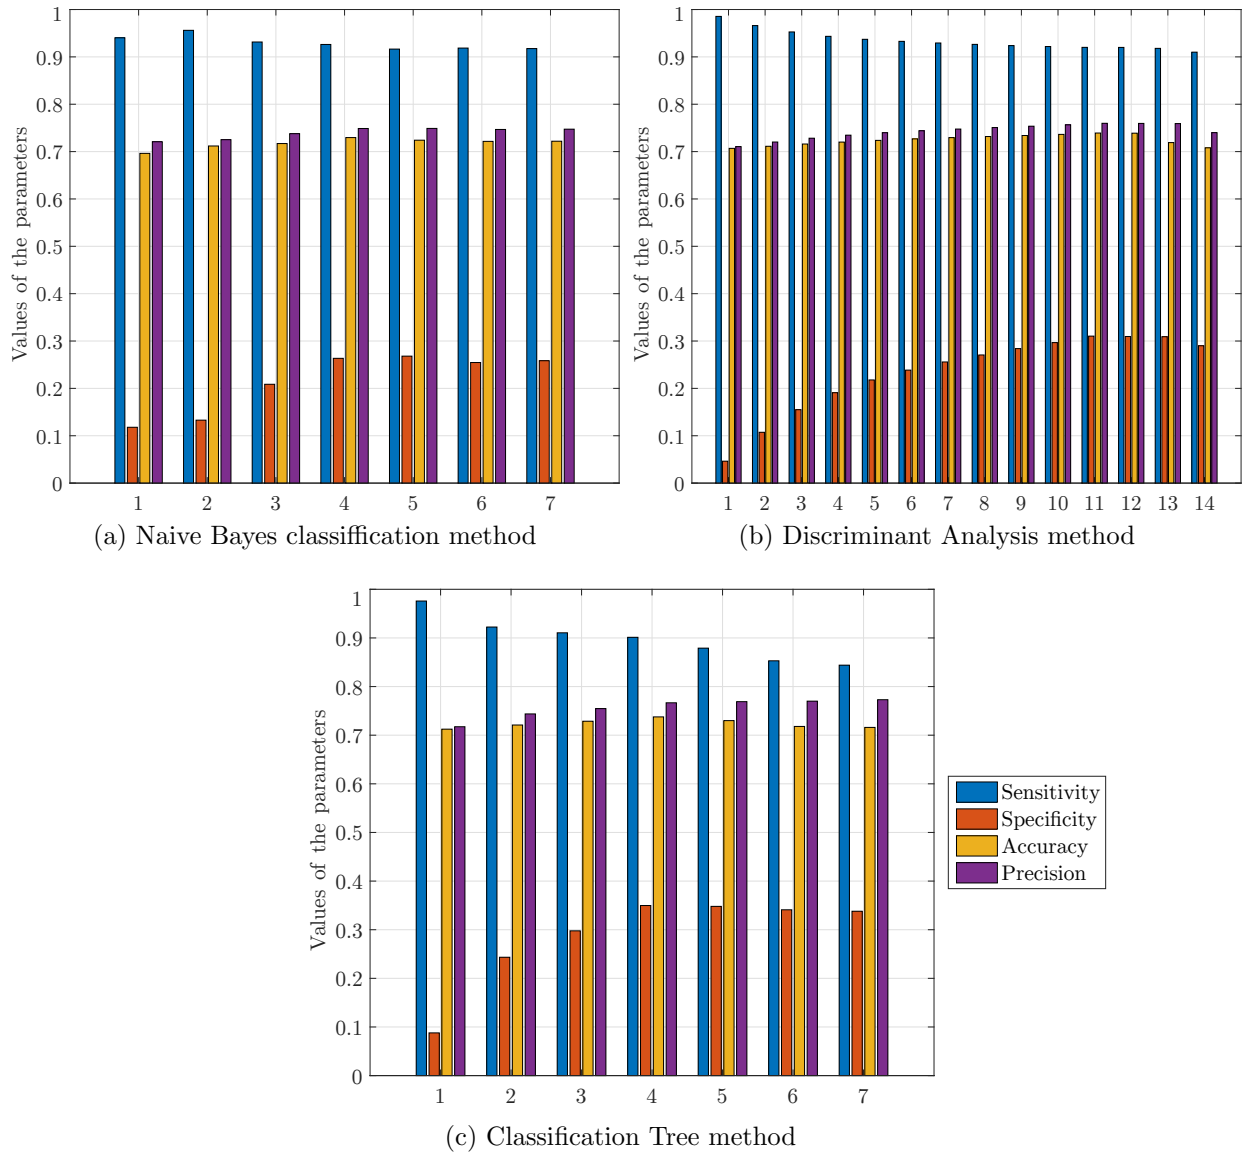 1
0.9
0.8
0.7
0.6
0.5
0.4
0.3
0.2
0.1
0
Values of the parameters
1 2 3 4 5 6 7
(a) Naive Bayes classiffication method
1
0.9
0.8
0.7
0.6
0.5
0.4
0.3
0.2
0.1
0
Values of the parameters
1 2 3 4 5 6 7 8 9 10 11 12 13 14
(b) Discriminant Analysis method
1
0.9
0.8
0.7
0.6
0.5
0.4
0.3
0.2
0.1
0
Values of the parameters
1 2 3 4 5 6 7
Sensitivity
Specificity
Accuracy
Precision
(c) Classification Tree method